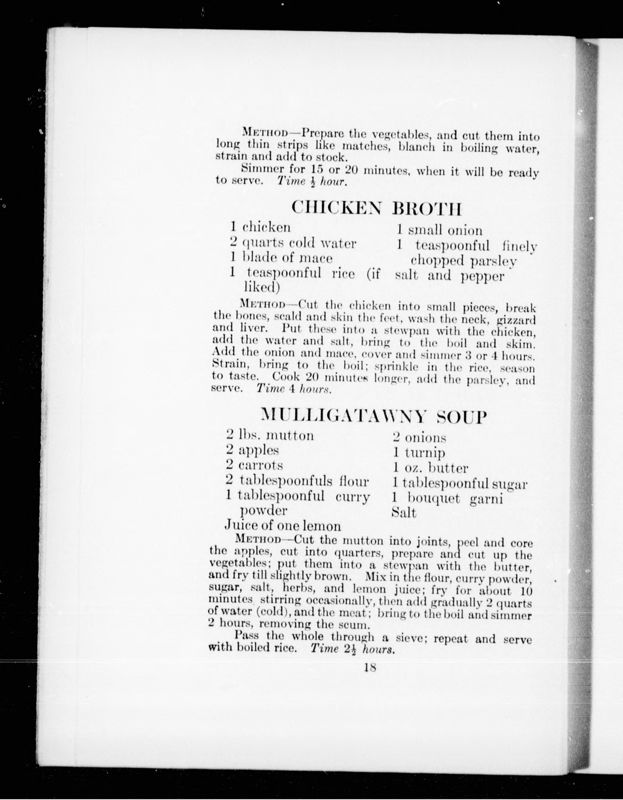 METHOD—Prepare the vegetables, and cut them into
long thin strips like matches, blanch in boiling water,
strain and add to stock.
Simmer for 15 or 20 minutes, when it will be ready
to serve. Time ½ hour.
CHICKEN BROTH
1 chicken
2 quarts cold water
1 blade of mace
1 teaspoonful rice (if
liked)
1 small onion
1 teaspoonful finely
chopped parsley
salt and pepper
METHOD—Cut the chicken into small pieces, break
the bones, scald and skin the feet, wash the neck, gizzard
and liver. Put these into a stewpan with the chicken,
add the water and salt, bring to the boil and skim.
Add the onion and mace, cover and simmer 3 or 4 hours.
Strain, bring to the boil; sprinkle in the rice, season
to taste. Cook 20 minutes longer, add the parsley, and
serve. Time 4 hours.
MULLIGATAWNY SOUP
2 lbs. mutton
2 apples
2 carrots
2 tablespoonfuls flour
1 tablespoonful curry
powder
Juice of one lemon
2 onions
1 turnip
1 oz. butter
1 tablespoonful sugar
1 bouquet garni
Salt
METHOD—Cut the mutton into joints, peel and core
the apples, cut into quarters, prepare and cut up the
vegetables; put them into a stewpan with the butter,
and fry till slightly brown. Mix in the flour, curry powder,
sugar, salt, herbs, and lemon juice; fry for about 10
minutes stirring occasionally, then add gradually 2 quarts
of water (cold), and the meat; bring to the boil and simmer
2 hours, removing the scum.
Pass the whole through a sieve; repeat and serve
with boiled rice. Time 2½ hours.
18